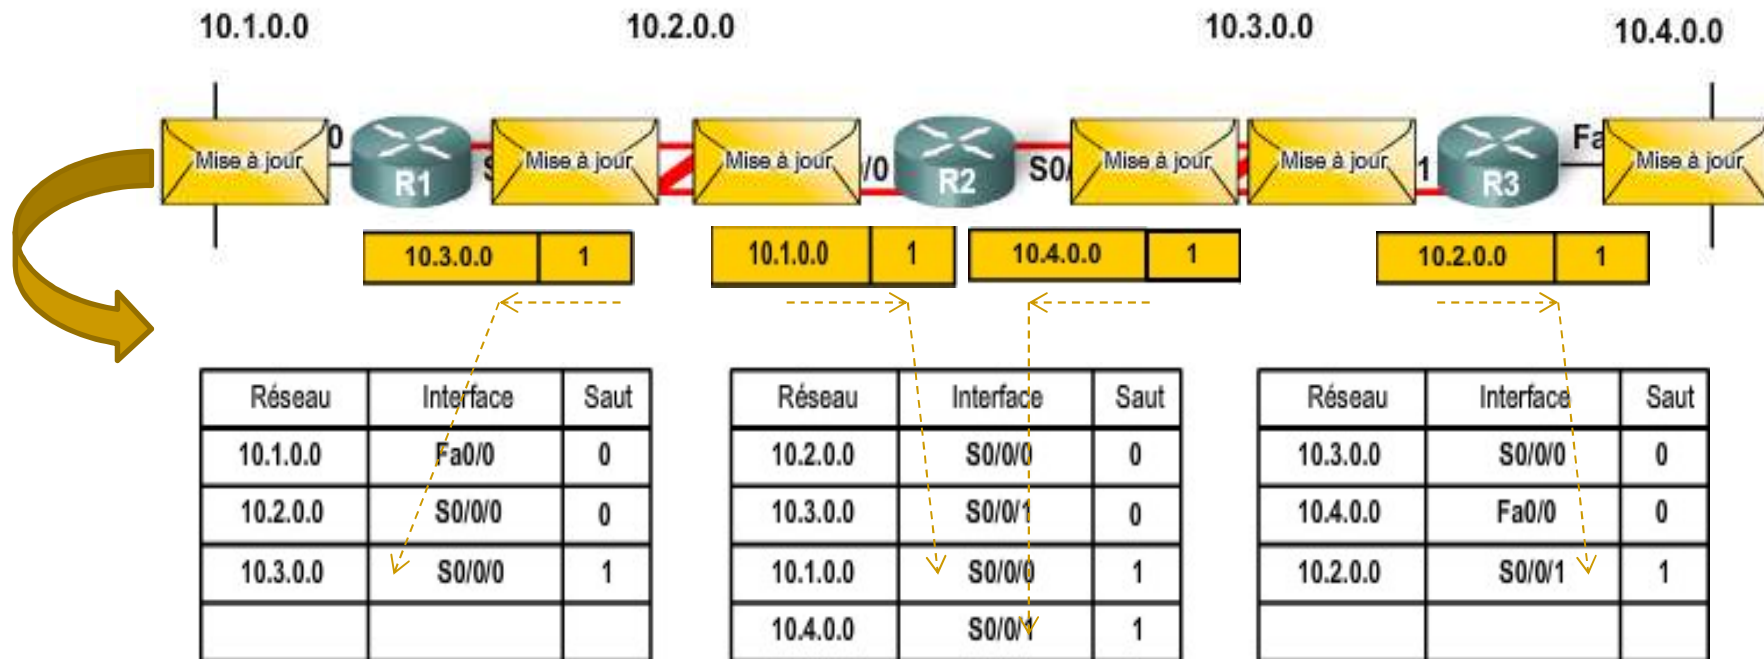 10.1.0.0 10.2.0.0 10.3.0.0 10.4.0.0
Mise à jour 0 R1 S Mise à jour Mise à jour /0 R2 S0/ Mise à jour Mise à jour 1 R3 Fa Mise à jour
10.3.0.0 1 10.1.0.0 1 10.4.0.0 1 10.2.0.0 1
Réseau Interface Saut Réseau Interface Saut Réseau Interface Saut
10.1.0.0 Fa0/0 0 10.2.0.0 S0/0/0 0 10.3.0.0 S0/0/0 0
10.2.0.0 S0/0/0 0 10.3.0.0 S0/0/1 0 10.4.0.0 Fa0/0 0
10.3.0.0 S0/0/0 1 10.1.0.0 S0/0/0 1 10.2.0.0 S0/0/1 1
10.4.0.0 S0/0/1 1